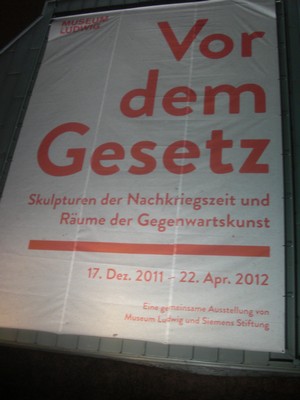 MUSEUM
LUDWIG
Vor
dem
Gesetz
Skulpturen der Nachkriegszeit und
Räume der Gegenwartskunst
17. Dez. 2011 – 22. Apr. 2012
Eine gemeinsame Ausstellung von
Museum Ludwig und Siemens Stiftung